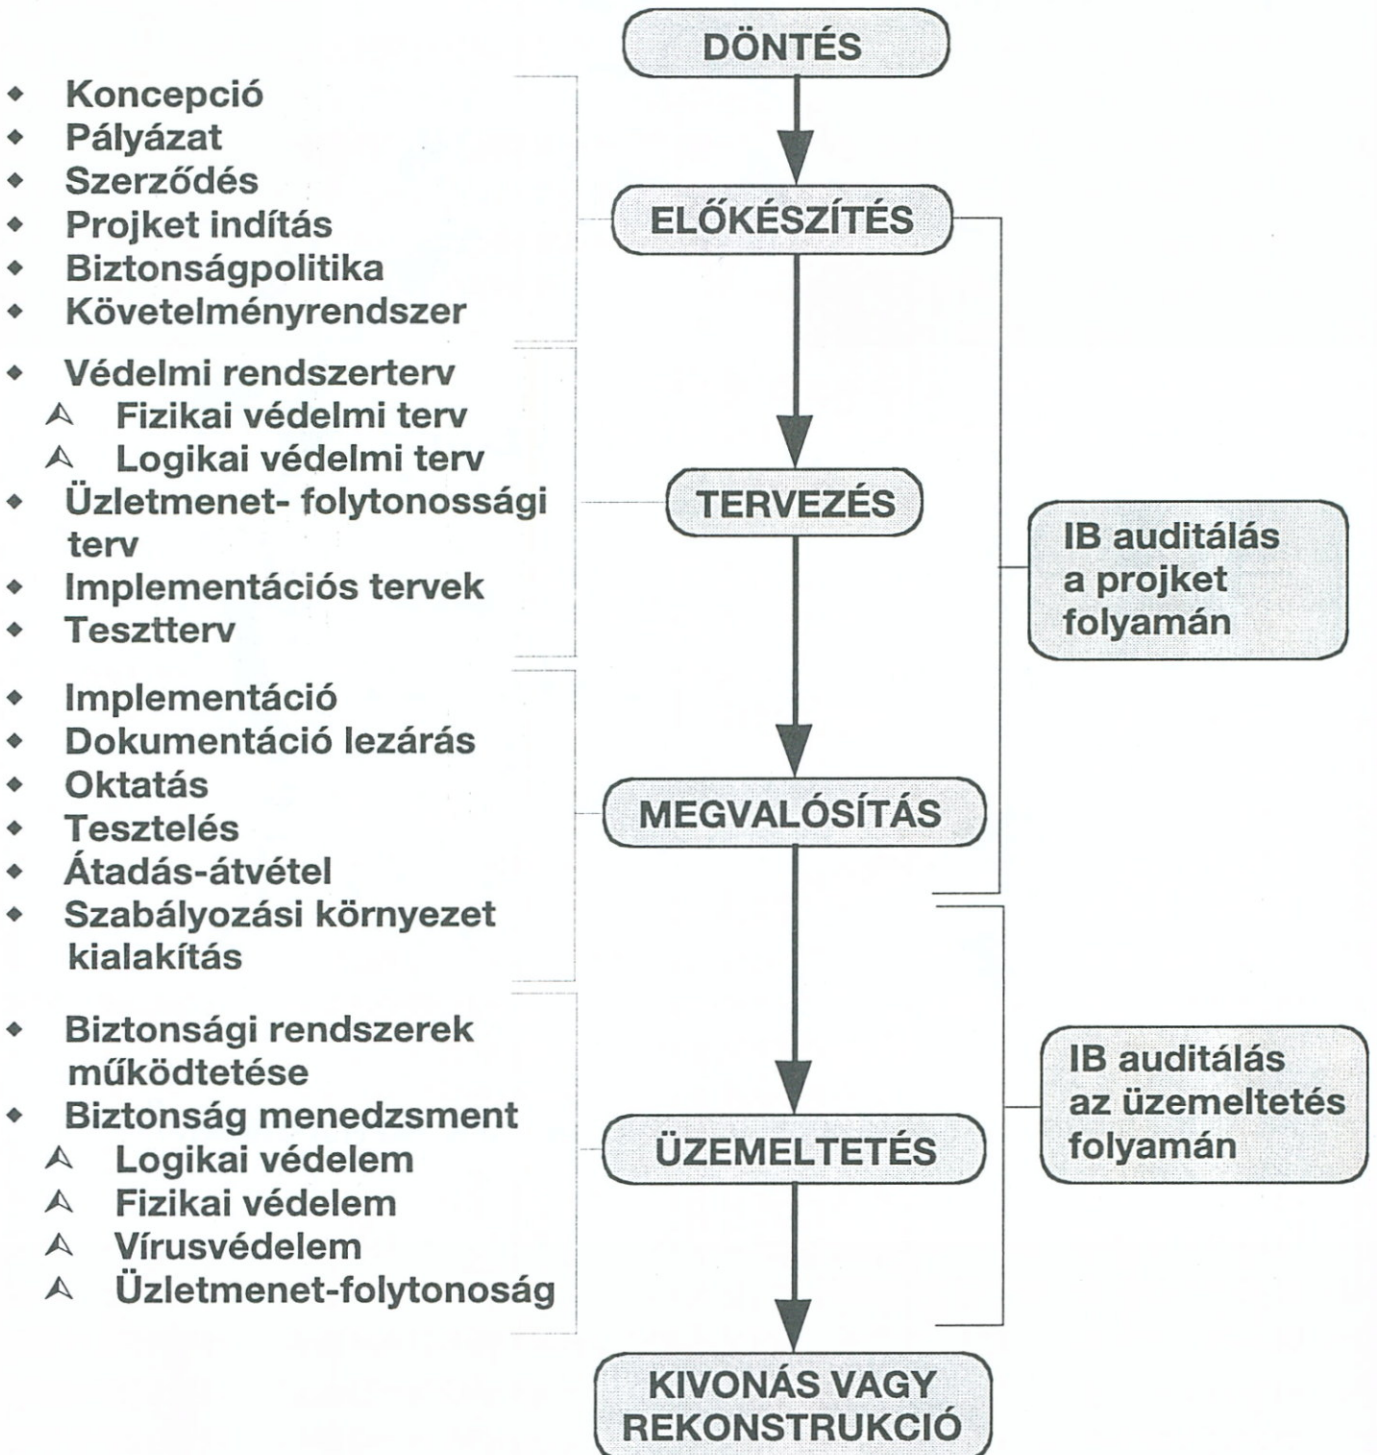 DÖNTÉS
◆ Koncepció
◆ Pályázat
◆ Szerződés
◆ Projket indítás
◆ Biztonságpolitika
◆ Követelményrendszer
ELŐKÉSZÍTÉS
◆ Védelmi rendszerterv
⮝ Fizikai védelmi terv
⮝ Logikai védelmi terv
◆ Üzletmenet- folytonossági
terv
◆ Implementációs tervek
◆ Tesztterv
TERVEZÉS
IB auditálás
a projket
folyamán
◆ Implementáció
◆ Dokumentáció lezárás
◆ Oktatás
◆ Tesztelés
◆ Átadás-átvétel
◆ Szabályozási környezet
kialakítás
MEGVALÓSÍTÁS
◆ Biztonsági rendszerek
működtetése
◆ Biztonság menedzsment
⮝ Logikai védelem
⮝ Fizikai védelem
⮝ Vírusvédelem
⮝ Üzletmenet-folytonoság
ÜZEMELTETÉS
IB auditálás
az üzemeltetés
folyamán
KIVONÁS VAGY
REKONSTRUKCIÓ